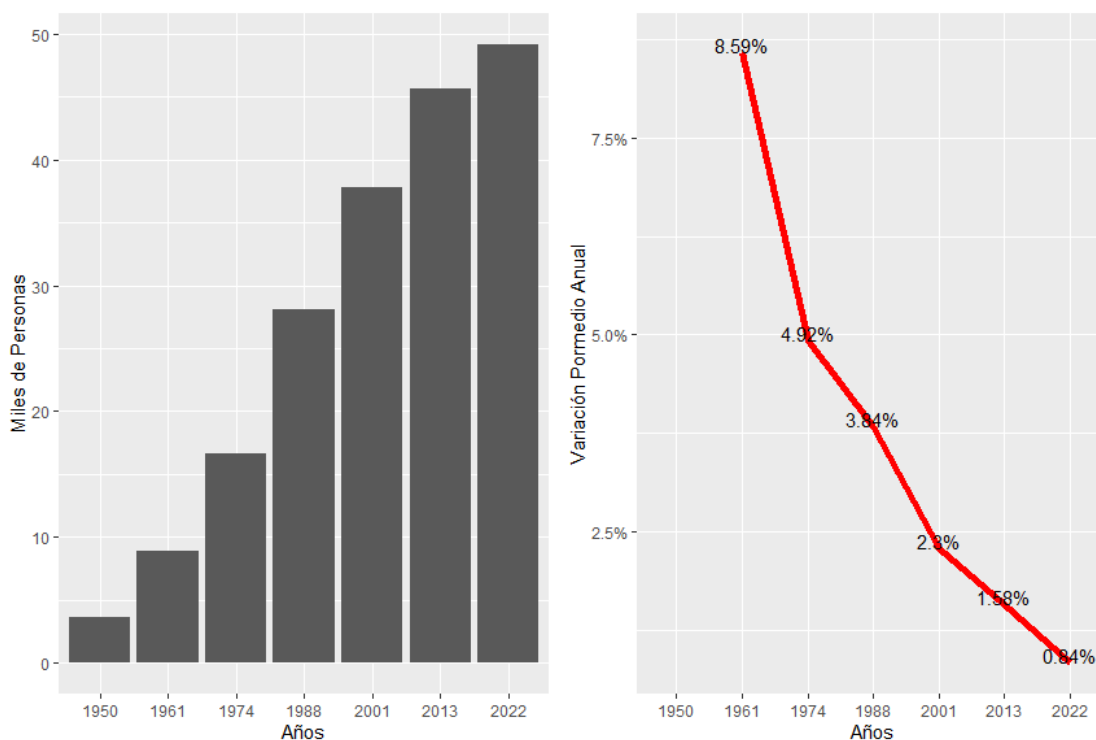 Miles de Personas
50
40
30
20
10
0
1950 1961 1974 1988 2001 2013 2022
Años
Variación Pormedio Anual
7.5%
5.0%
2.5%
8.59%
4.92%
3.84%
2.3%
1.58%
0.84%
1950 1961 1974 1988 2001 2013 2022
Años